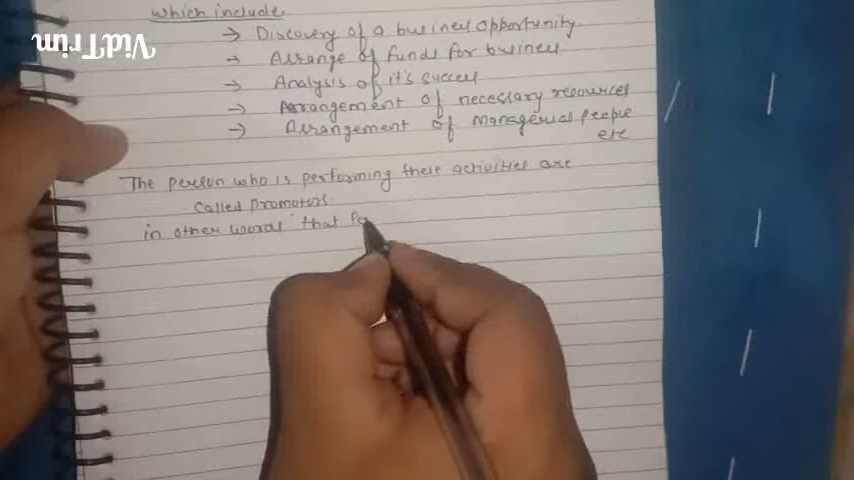 which include
→ Discovery of a business opportunity
→ Arrange of funds for business
→ Analysis of it's success
→ Arrangement of necessary resources
→ Arrangement of managerial people
etc
The person who is performing these activities are
called promoters.
in other words that Pe
VidTrim